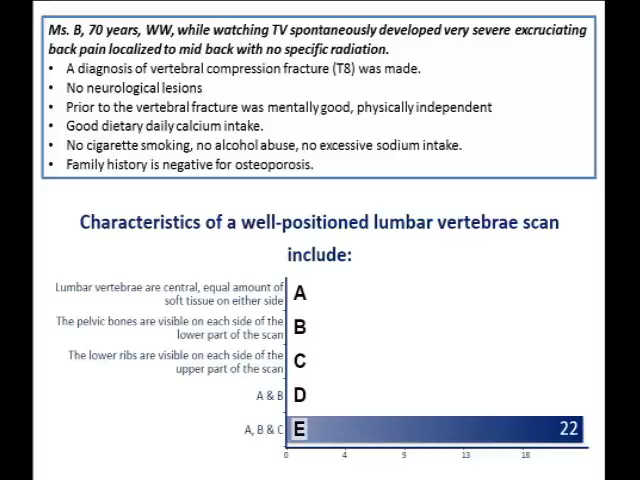 Ms. B, 70 years, WW, while watching TV spontaneously developed very severe excruciating
back pain localized to mid back with no specific radiation.
• A diagnosis of vertebral compression fracture (T8) was made.
• No neurological lesions
• Prior to the vertebral fracture was mentally good, physically independent
• Good dietary daily calcium intake.
• No cigarette smoking, no alcohol abuse, no excessive sodium intake.
• Family history is negative for osteoporosis.
Characteristics of a well-positioned lumbar vertebrae scan
include:
Lumbar vertebrae are central, equal amount of
soft tissue on either side
A
The pelvic bones are visible on each side of the
lower part of the scan
B
The lower ribs are visible on each side of the
upper part of the scan
C
A & B D
A, B & C E 22
0 4 9 13 18